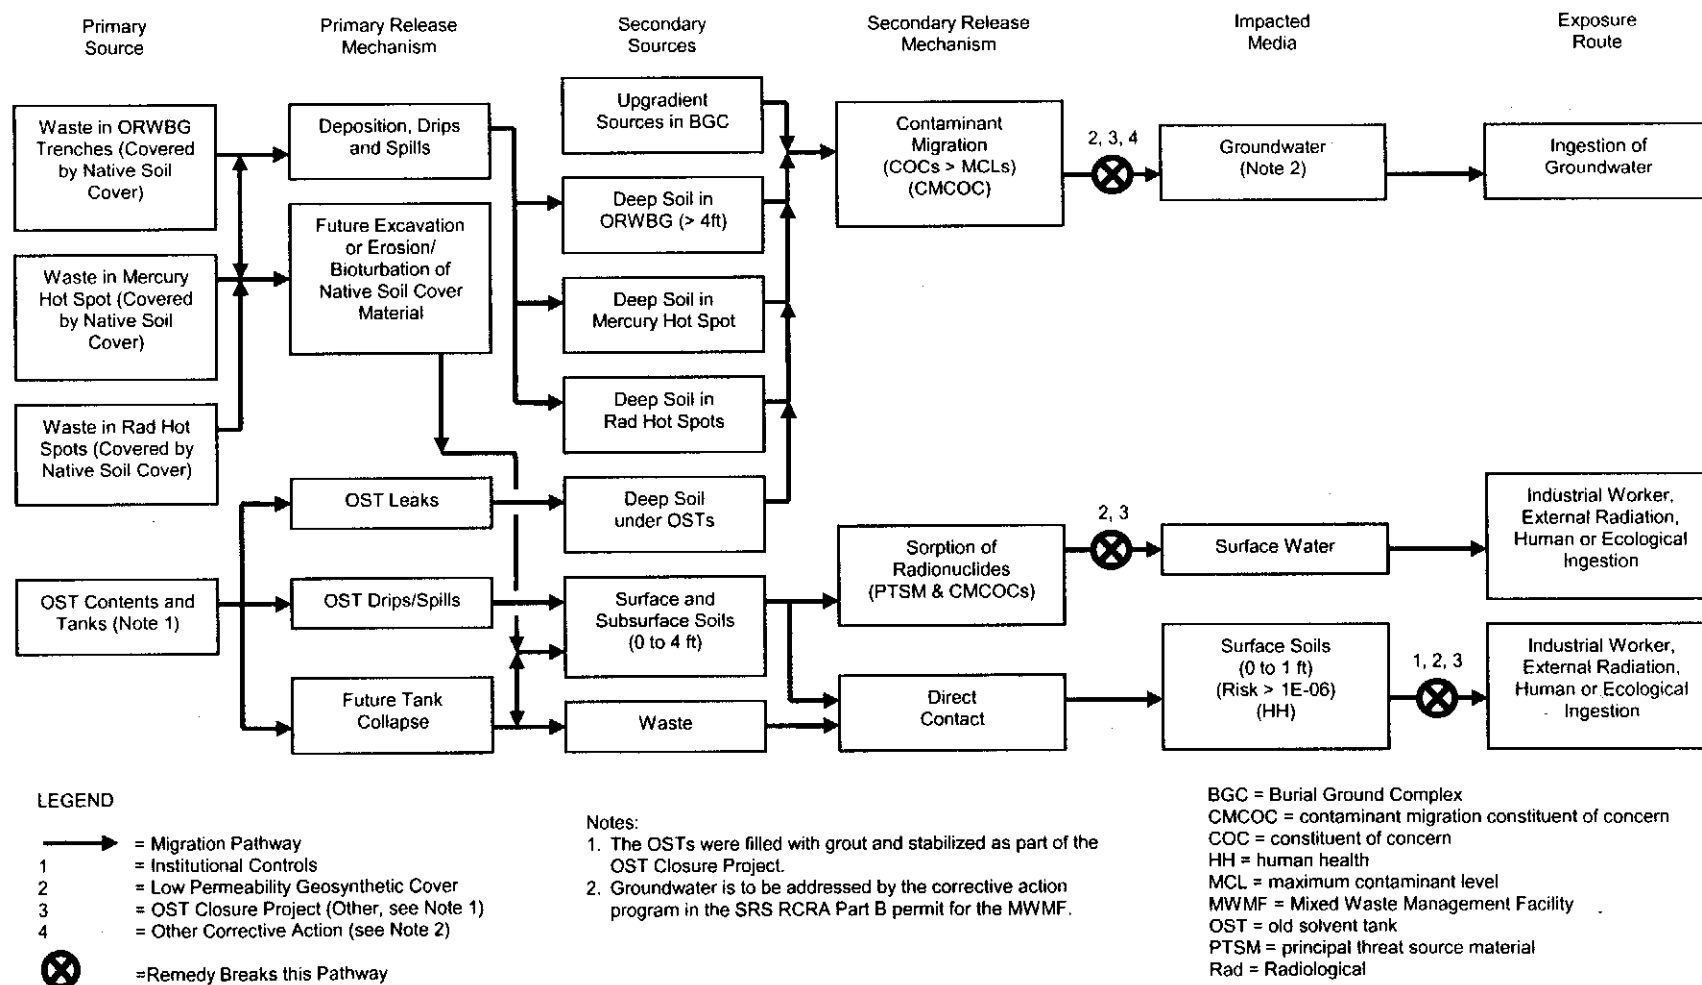 Primary
Source
Primary Release
Mechanism
Secondary
Sources
Secondary Release
Mechanism
Impacted
Media
Exposure
Route
Waste in ORWBG
Trenches (Covered
by Native Soil
Cover)
Waste in Mercury
Hot Spot (Covered
by Native Soil
Cover)
Waste in Rad Hot
Spots (Covered by
Native Soil Cover)
OST Contents and
Tanks (Note 1)
Deposition, Drips
and Spills
Future Excavation
or Erosion/
Bioturbation of
Native Soil Cover
Material
OST Leaks
OST Drips/Spills
Future Tank
Collapse
Upgradient
Sources in BGC
Deep Soil in
ORWBG (> 4ft)
Deep Soil in
Mercury Hot Spot
Deep Soil in
Rad Hot Spots
Deep Soil
under OSTs
Surface and
Subsurface Soils
(0 to 4 ft)
Waste
Contaminant
Migration
(COCs > MCLs)
(CMCOC)
Sorption of
Radionuclides
(PTSM & CMCOCs)
Direct
Contact
2, 3, 4
2, 3
Groundwater
(Note 2)
Surface Water
Surface Soils
(0 to 1 ft)
(Risk > 1E-06)
(HH)
1, 2, 3
Ingestion of
Groundwater
Industrial Worker,
External Radiation,
Human or Ecological
Ingestion
Industrial Worker,
External Radiation,
Human or Ecological
Ingestion
LEGEND
= Migration Pathway
1 = Institutional Controls
2 = Low Permeability Geosynthetic Cover
3 = OST Closure Project (Other, see Note 1)
4 = Other Corrective Action (see Note 2)
=Remedy Breaks this Pathway
Notes:
1. The OSTs were filled with grout and stabilized as part of the
OST Closure Project.
2. Groundwater is to be addressed by the corrective action
program in the SRS RCRA Part B permit for the MWMF.
BGC = Burial Ground Complex
CMCOC = contaminant migration constituent of concern
COC = constituent of concern
HH = human health
MCL = maximum contaminant level
MWMF = Mixed Waste Management Facility
OST = old solvent tank
PTSM = principal threat source material
Rad = Radiological